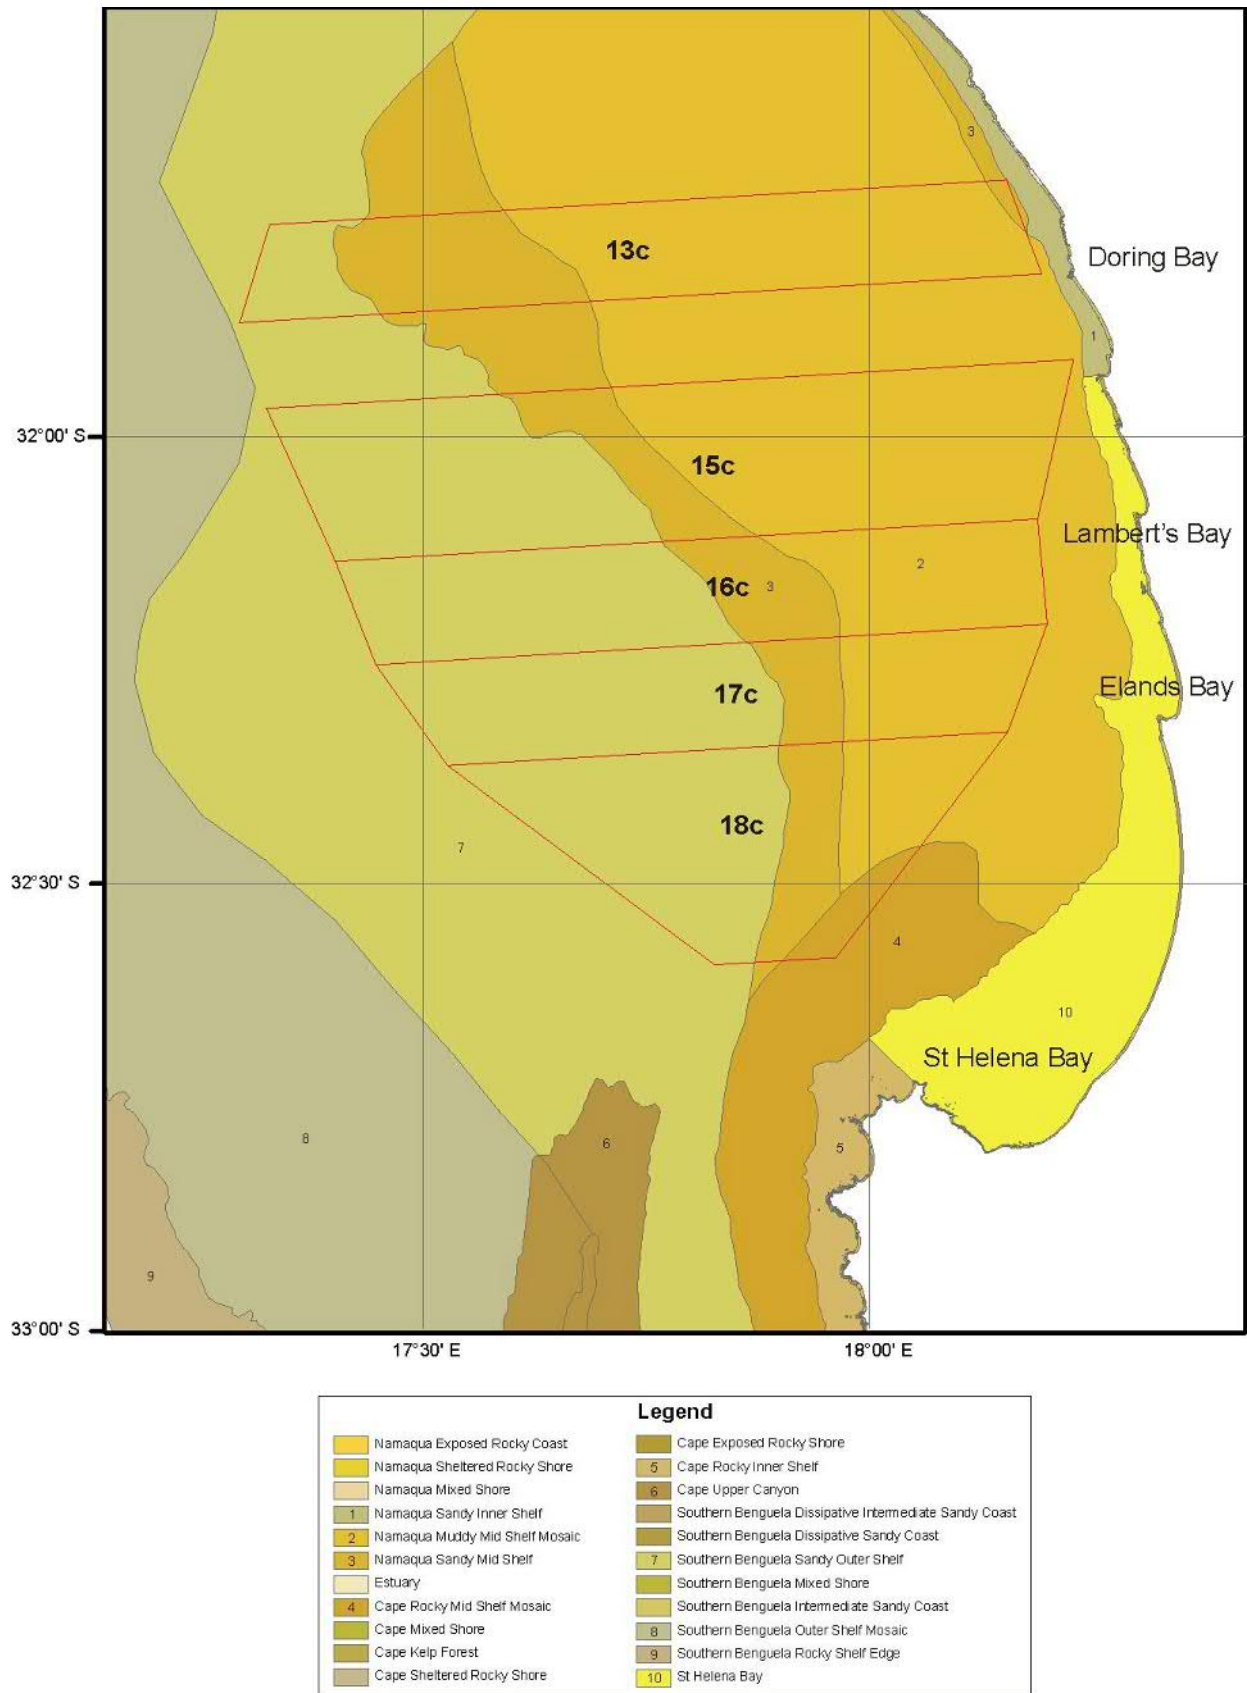 3
13c
Doring Bay
1
32°00' S
15c
Lambert's Bay
2
16c
3
Elands Bay
17c
18c
7
32°30' S
4
10
St Helena Bay
8
6
5
9
33°00' S
17°30' E
18°00' E
Legend
Namaqua Exposed Rocky Coast
Namaqua Sheltered Rocky Shore
Namaqua Mixed Shore
1 Namaqua Sandy Inner Shelf
2 Namaqua Muddy Mid Shelf Mosaic
3 Namaqua Sandy Mid Shelf
Estuary
4 Cape Rocky Mid Shelf Mosaic
Cape Mixed Shore
Cape Kelp Forest
Cape Sheltered Rocky Shore
Cape Exposed Rocky Shore
5 Cape Rocky Inner Shelf
6 Cape Upper Canyon
Southern Benguela Dissipative Intermediate Sandy Coast
Southern Benguela Dissipative Sandy Coast
7 Southern Benguela Sandy Outer Shelf
Southern Benguela Mixed Shore
Southern Benguela Intermediate Sandy Coast
8 Southern Benguela Outer Shelf Mosaic
9 Southern Benguela Rocky Shelf Edge
10 St Helena Bay